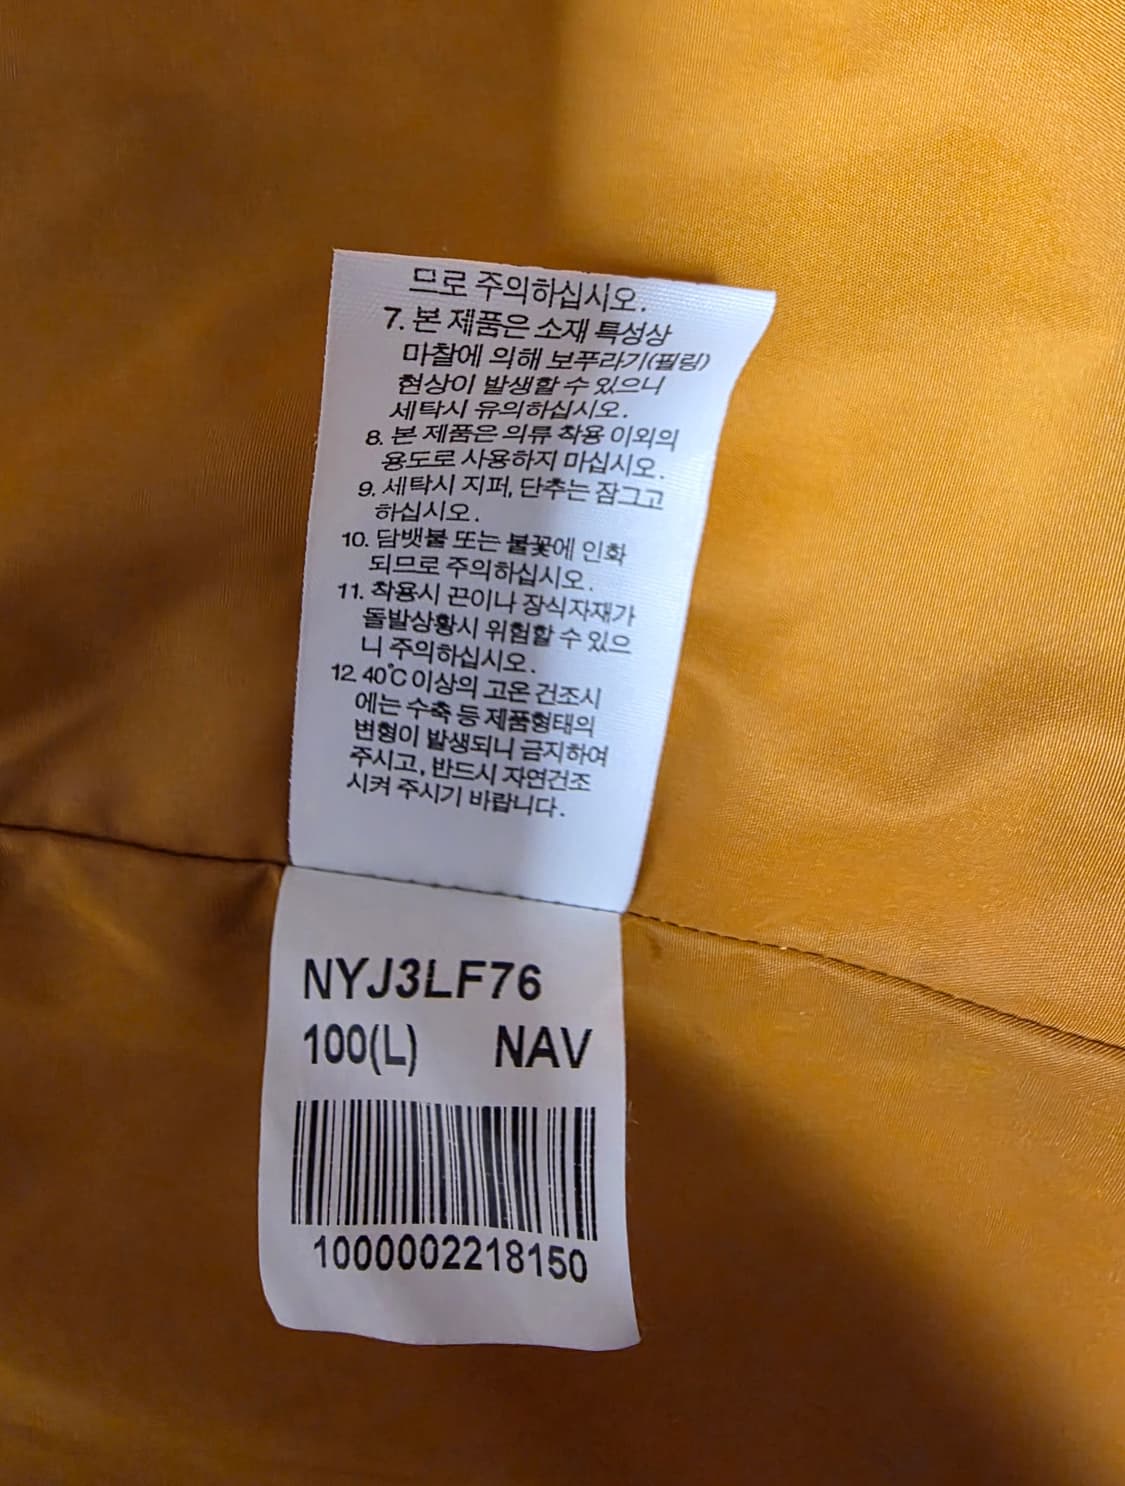 므로 주의하십시오.
7. 본 제품은 소재 특성상
마찰에 의해 보푸라기(필링)
현상이 발생할 수 있으니
세탁시 유의하십시오.
8. 본 제품은 의류 착용 이외의
용도로 사용하지 마십시오.
9. 세탁시 지퍼, 단추는 잠그고
하십시오.
10. 담뱃불 또는 불꽃에 인화
되므로 주의하십시오.
11. 착용시 끈이나 장식자재가
돌발상황시 위험할 수 있으
니 주의하십시오.
12. 40℃이상의 고온 건조시
에는 수축 등 제품형태의
변형이 발생되니 금지하여
주시고, 반드시 자연건조
시켜 주시기 바랍니다.
NYJ3LF76
100(L) NAV
1000002218150